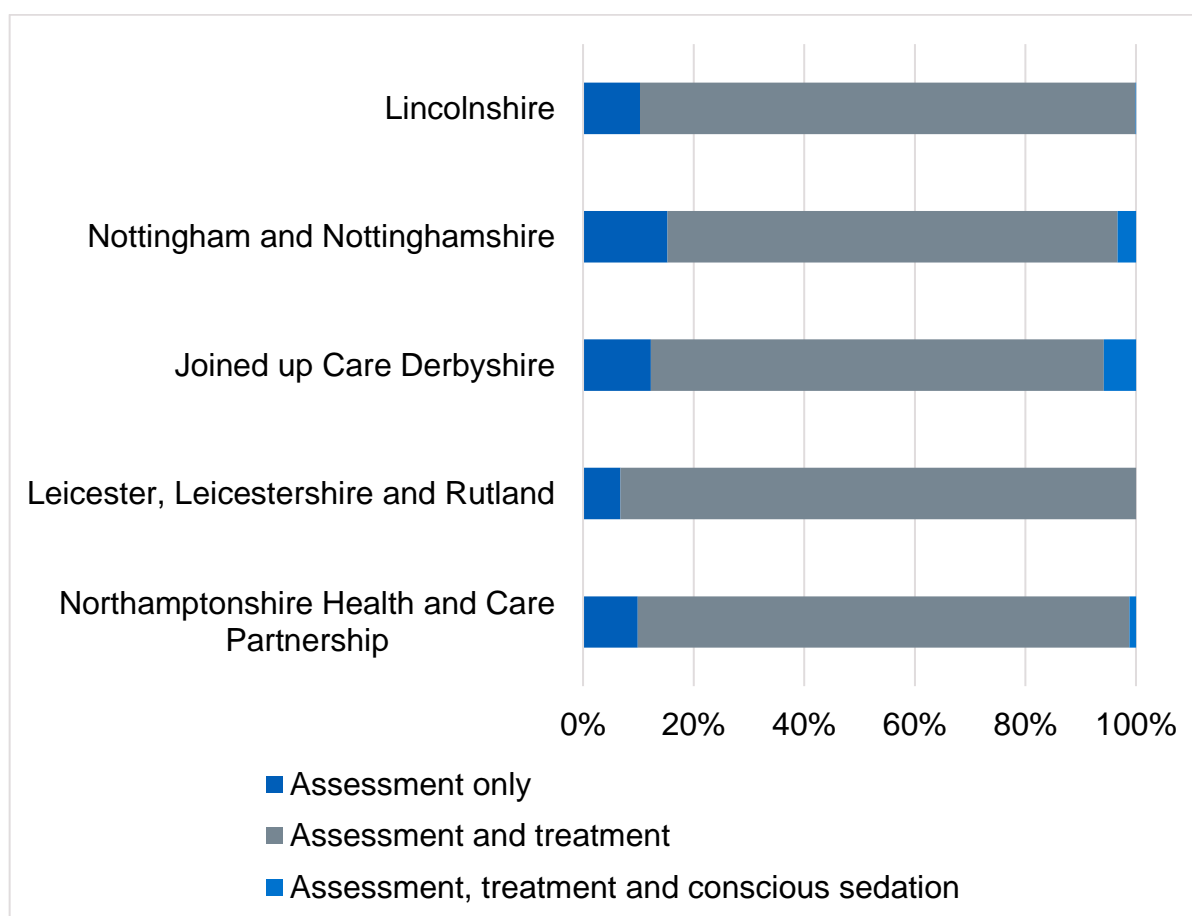 Lincolnshire
Nottingham and Nottinghamshire
Joined up Care Derbyshire
Leicester, Leicestershire and Rutland
Northamptonshire Health and Care
Partnership
0% 20% 40% 60% 80% 100%
Assessment only
Assessment and treatment
Assessment, treatment and conscious sedation